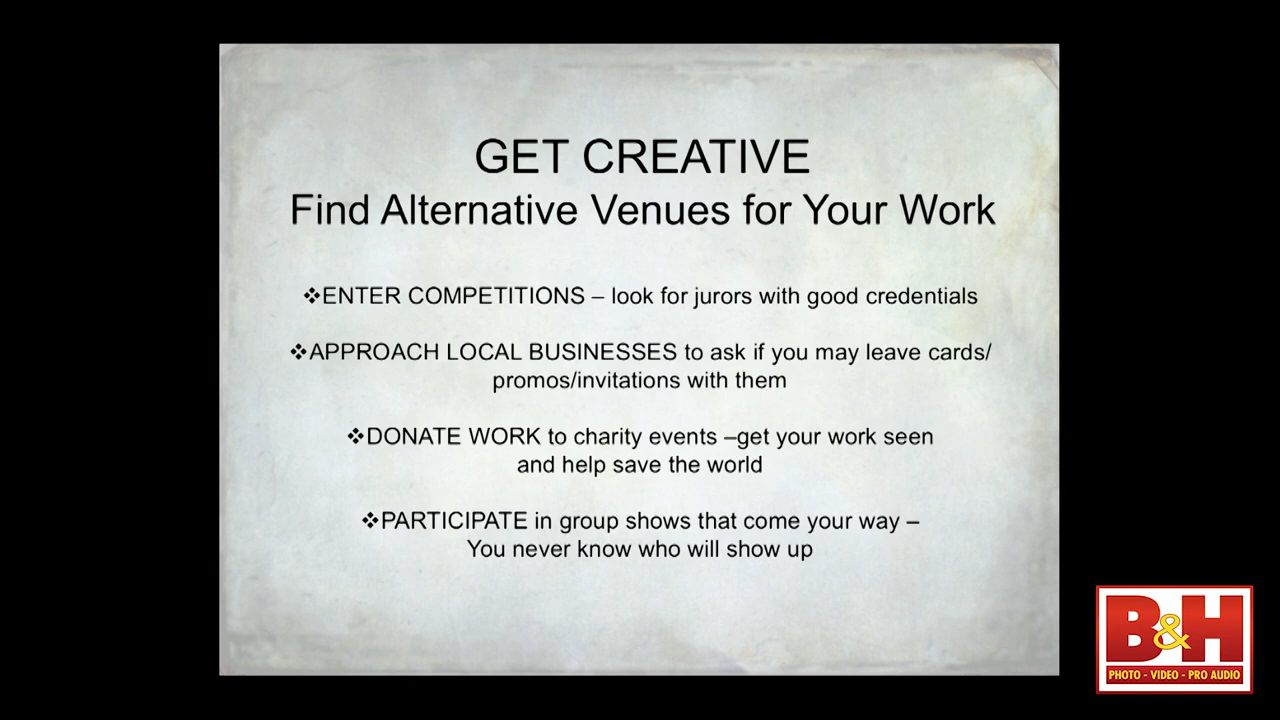 GET CREATIVE
Find Alternative Venues for Your Work
❖ENTER COMPETITIONS – look for jurors with good credentials
❖APPROACH LOCAL BUSINESSES to ask if you may leave cards/
promos/invitations with them
❖DONATE WORK to charity events –get your work seen
and help save the world
❖PARTICIPATE in group shows that come your way –
You never know who will show up
B&H
PHOTO - VIDEO - PRO AUDIO